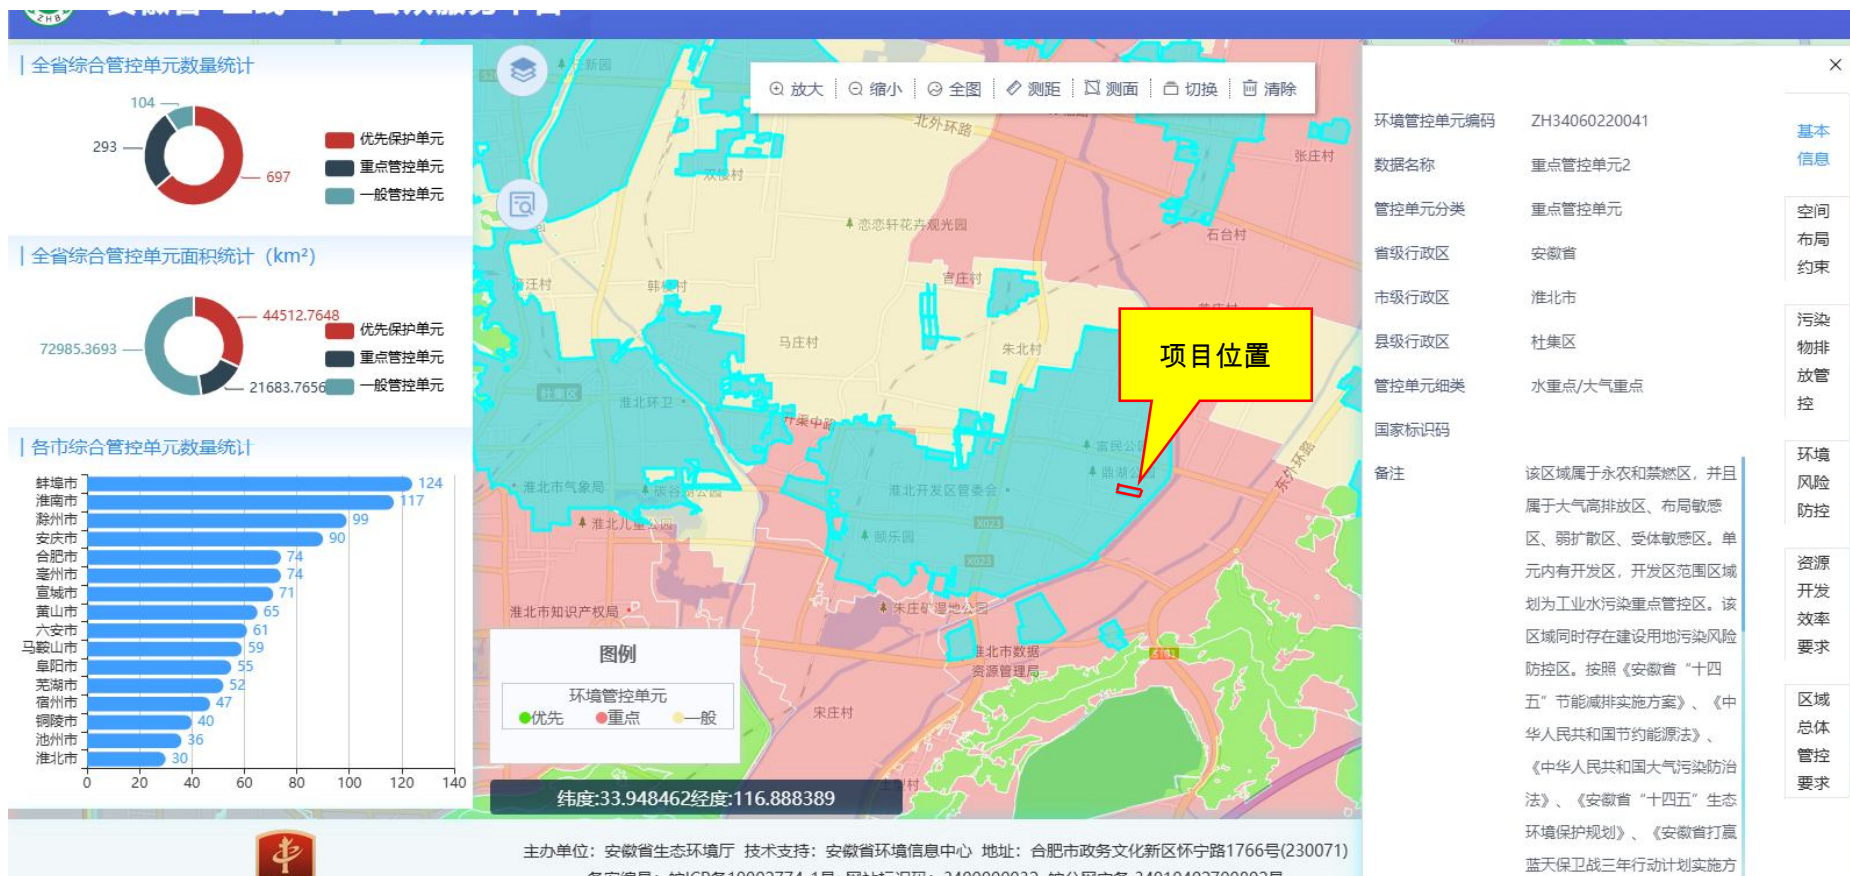 ZHB
全省综合管控单元数量统计
104
293
697
优先保护单元
重点管控单元
一般管控单元
全省综合管控单元面积统计（km²）
44512.7648
72985.3693
21683.7656
优先保护单元
重点管控单元
一般管控单元
各市综合管控单元数量统计
蚌埠市 124
淮南市 117
滁州市 99
安庆市 90
合肥市 74
亳州市 74
宣城市 71
黄山市 65
六安市 61
马鞍山市 59
阜阳市 55
芜湖市 52
宿州市 47
铜陵市 40
池州市 36
淮北市 30
0 20 40 60 80 100 120 140
放大 缩小 全图 测距 测面 切换 清除
北外环路
张庄村
双楼村
恋恋轩花卉观光园
石台村
官庄村
韩楼村
马庄村
朱北村
项目位置
杜集区
淮北环卫
开渠中路
富民公园
鼎湖公园
东外环路
淮北市气象局
碳谷湖公园
淮北开发区管委会
淮北儿童公园
X023
颐乐园
X023
淮北市知识产权局
朱庄矿湿地公园
淮北市数据
资源管理局
宋庄村
图例
环境管控单元
优先 重点 一般
纬度:33.948462经度:116.888389
环境管控单元编码 ZH34060220041
数据名称 重点管控单元2
管控单元分类 重点管控单元
省级行政区 安徽省
市级行政区 淮北市
县级行政区 杜集区
管控单元细类 水重点/大气重点
国家标识码
备注 该区域属于永农和禁燃区，并且
属于大气高排放区、布局敏感
区、弱扩散区、受体敏感区。单
元内有开发区，开发区范围区域
划为工业水污染重点管控区。该
区域同时存在建设用地污染风险
防控区。按照《安徽省“十四
五”节能减排实施方案》、《中
华人民共和国节约能源法》、
《中华人民共和国大气污染防治
法》、《安徽省“十四五”生态
环境保护规划》、《安徽省打赢
蓝天保卫战三年行动计划实施方
×
基本
信息
空间
布局
约束
污染
物排
放管
控
环境
风险
防控
资源
开发
效率
要求
区域
总体
管控
要求
主办单位：安徽省生态环境厅 技术支持：安徽省环境信息中心 地址：合肥市政务文化新区怀宁路1766号(230071)